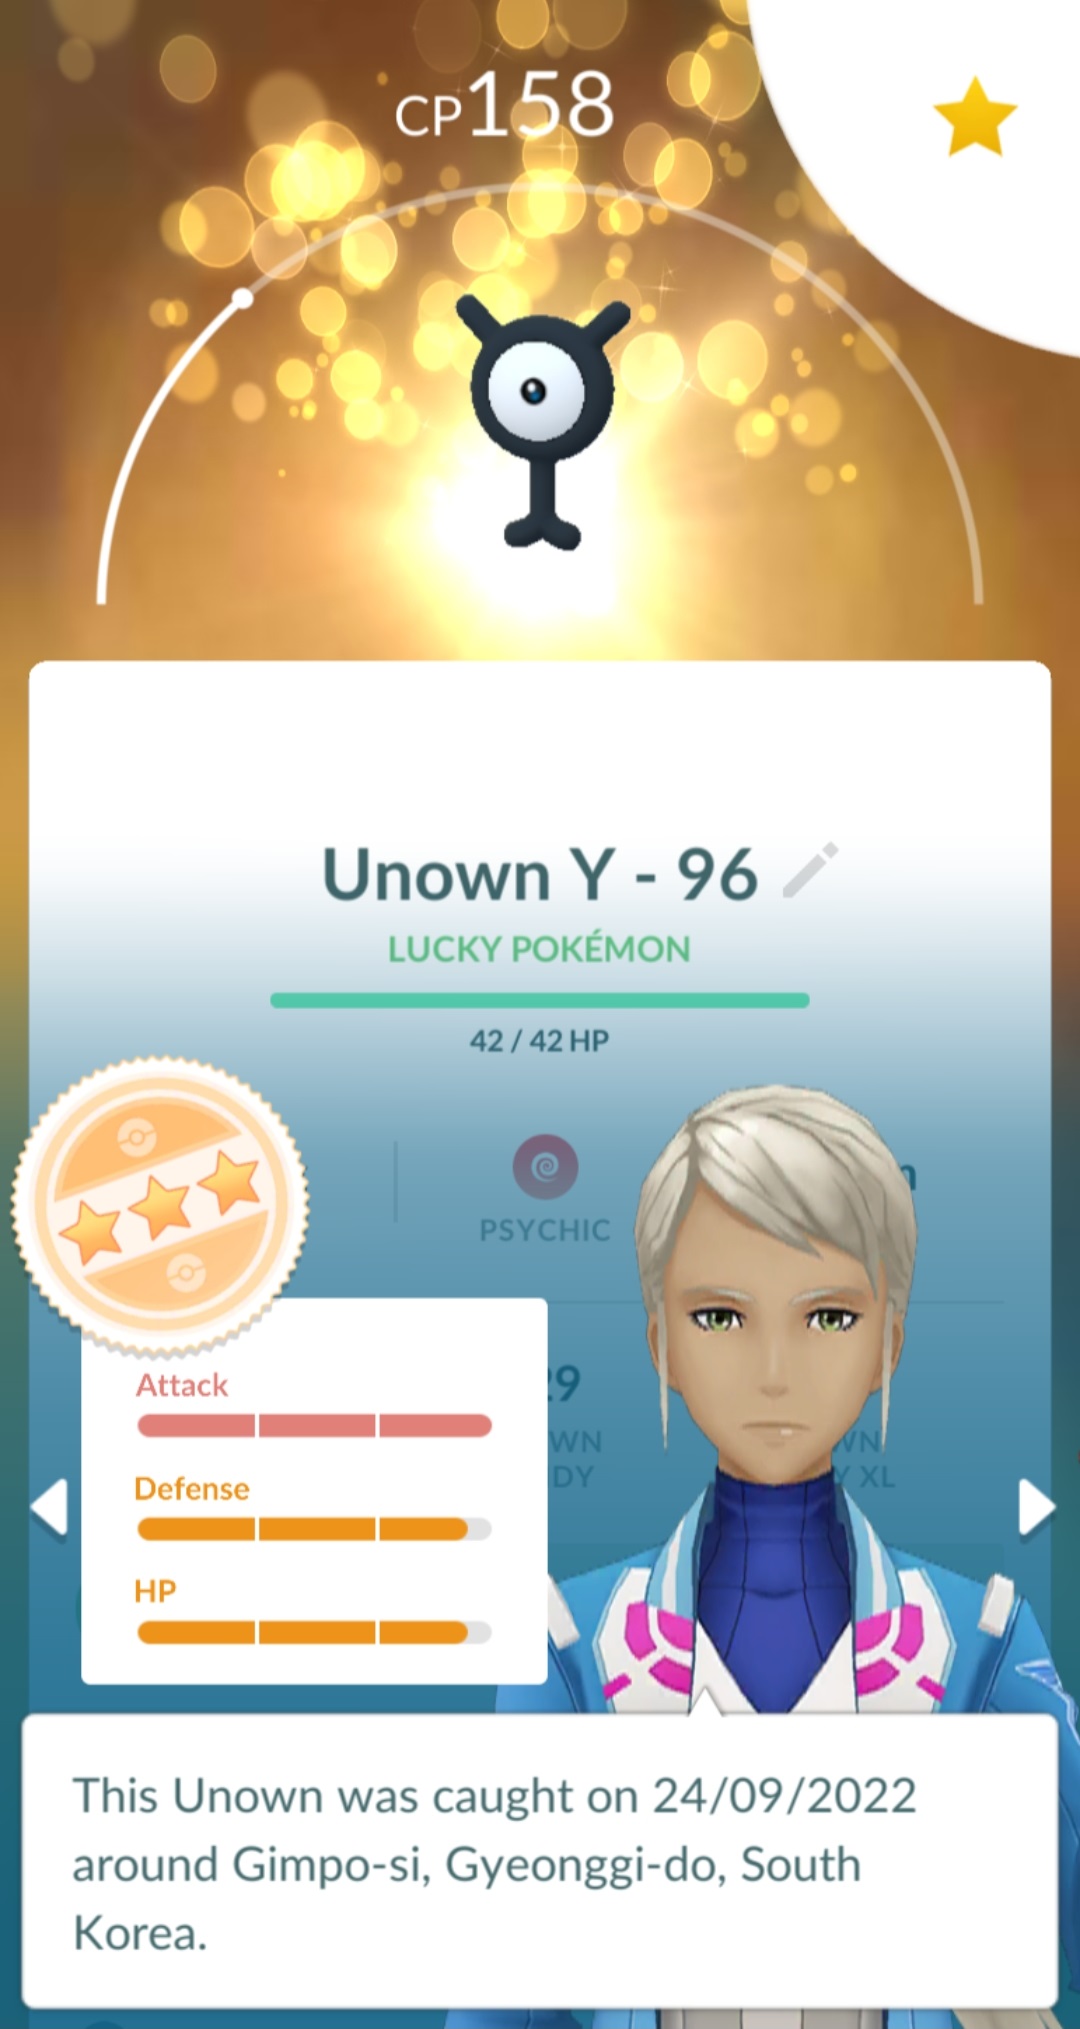 CP158
Unown Y - 96
LUCKY POKÉMON
42 / 42 HP
PSYCHIC
Attack
Defense
HP
This Unown was caught on 24/09/2022
around Gimpo-si, Gyeonggi-do, South
Korea.